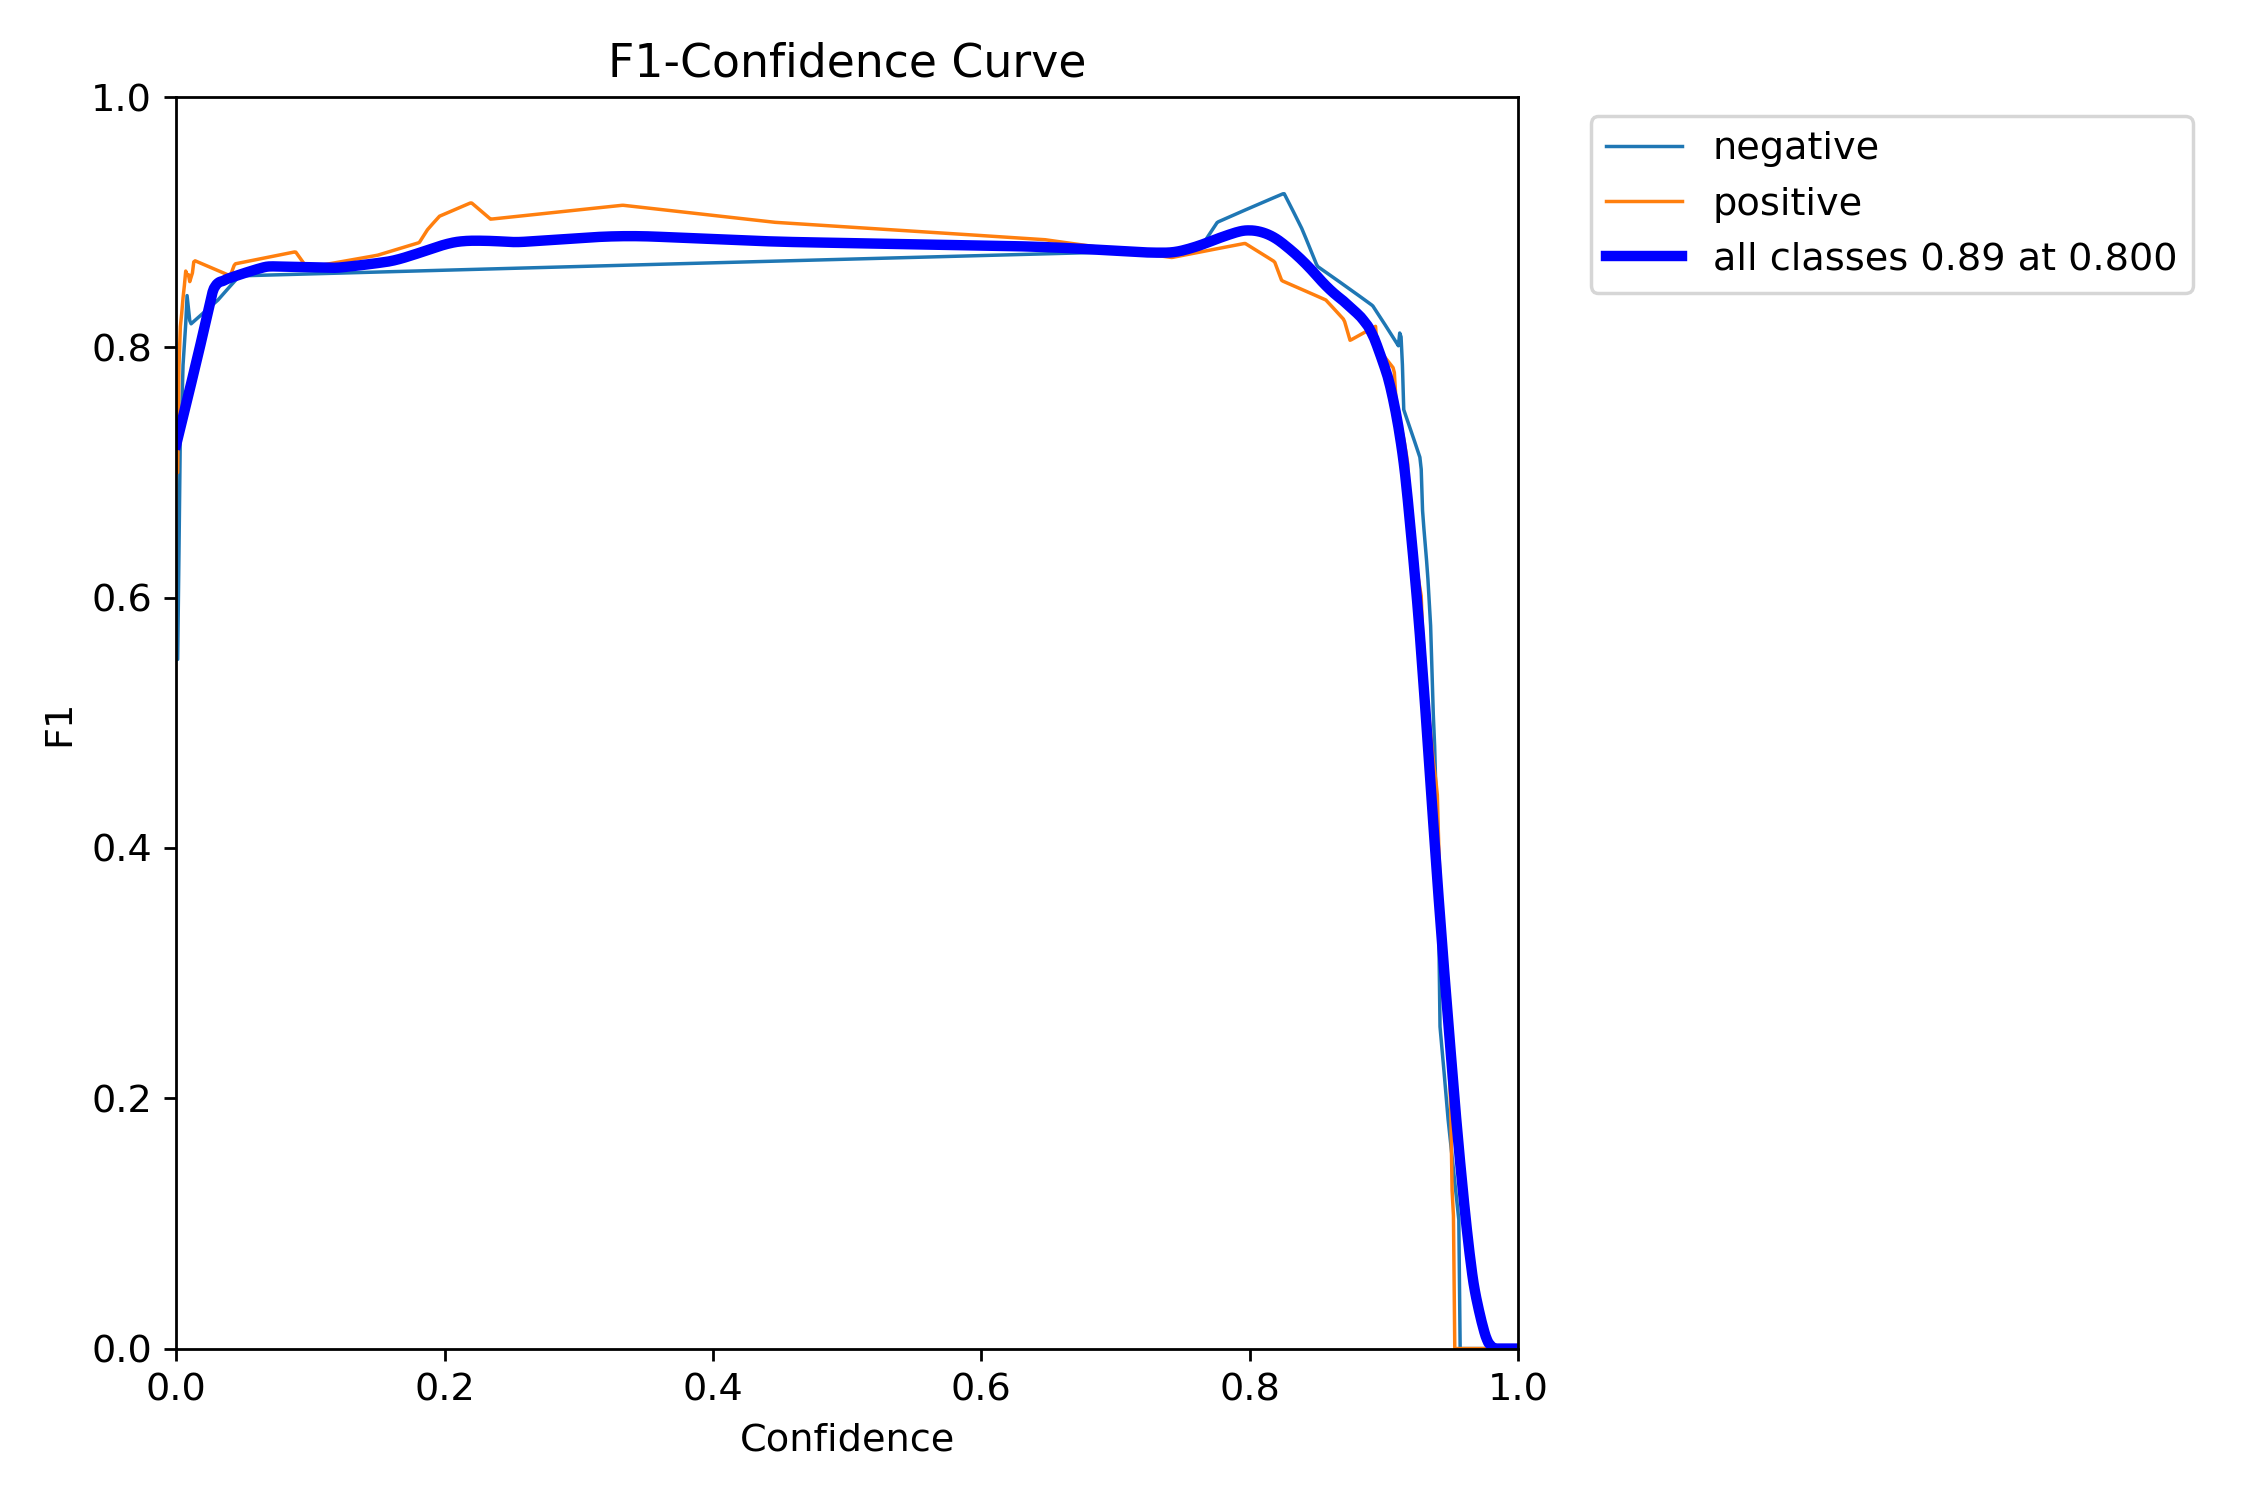 F1-Confidence Curve
1.0
0.8
0.6
0.4
0.2
0.0
F1
0.0 0.2 0.4 0.6 0.8 1.0
Confidence
negative
positive
all classes 0.89 at 0.800